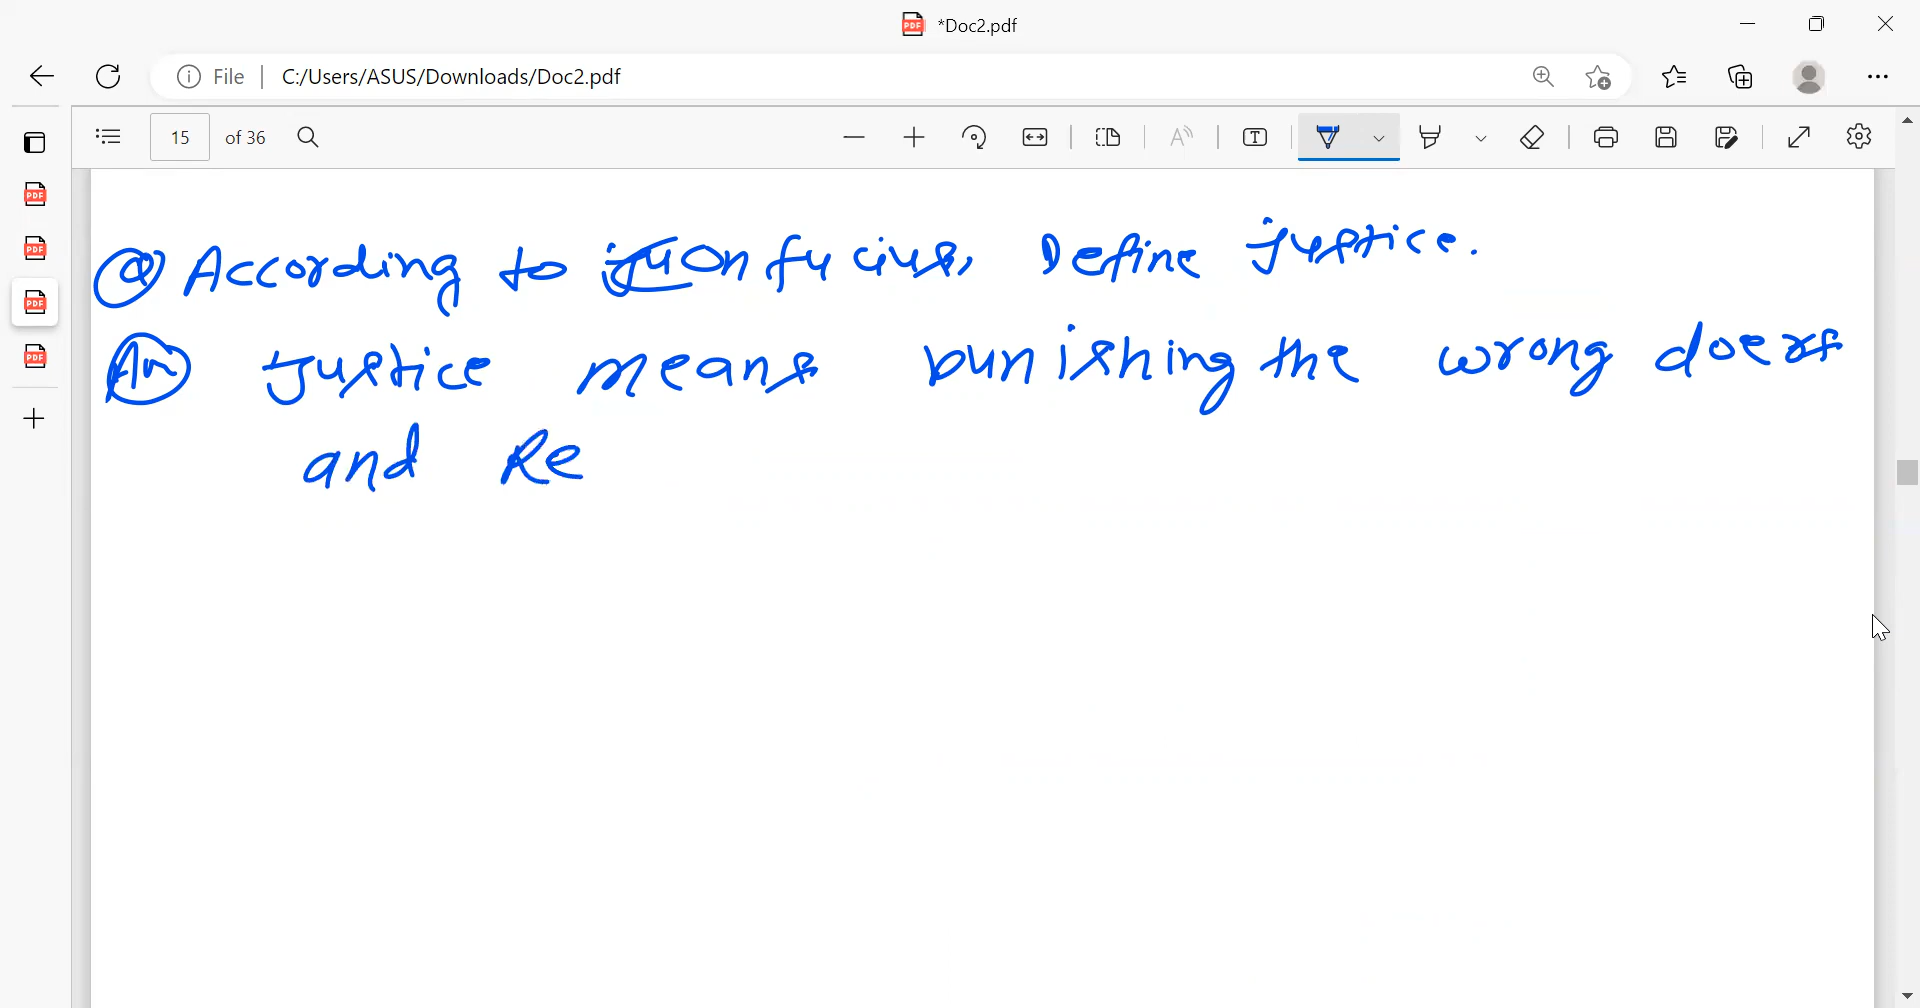 *Doc2.pdf
File C:/Users/ASUS/Downloads/Doc2.pdf
15 of 36
Q According to Confucius, Define justice.
An Justice means punishing the wrong doers
and Re